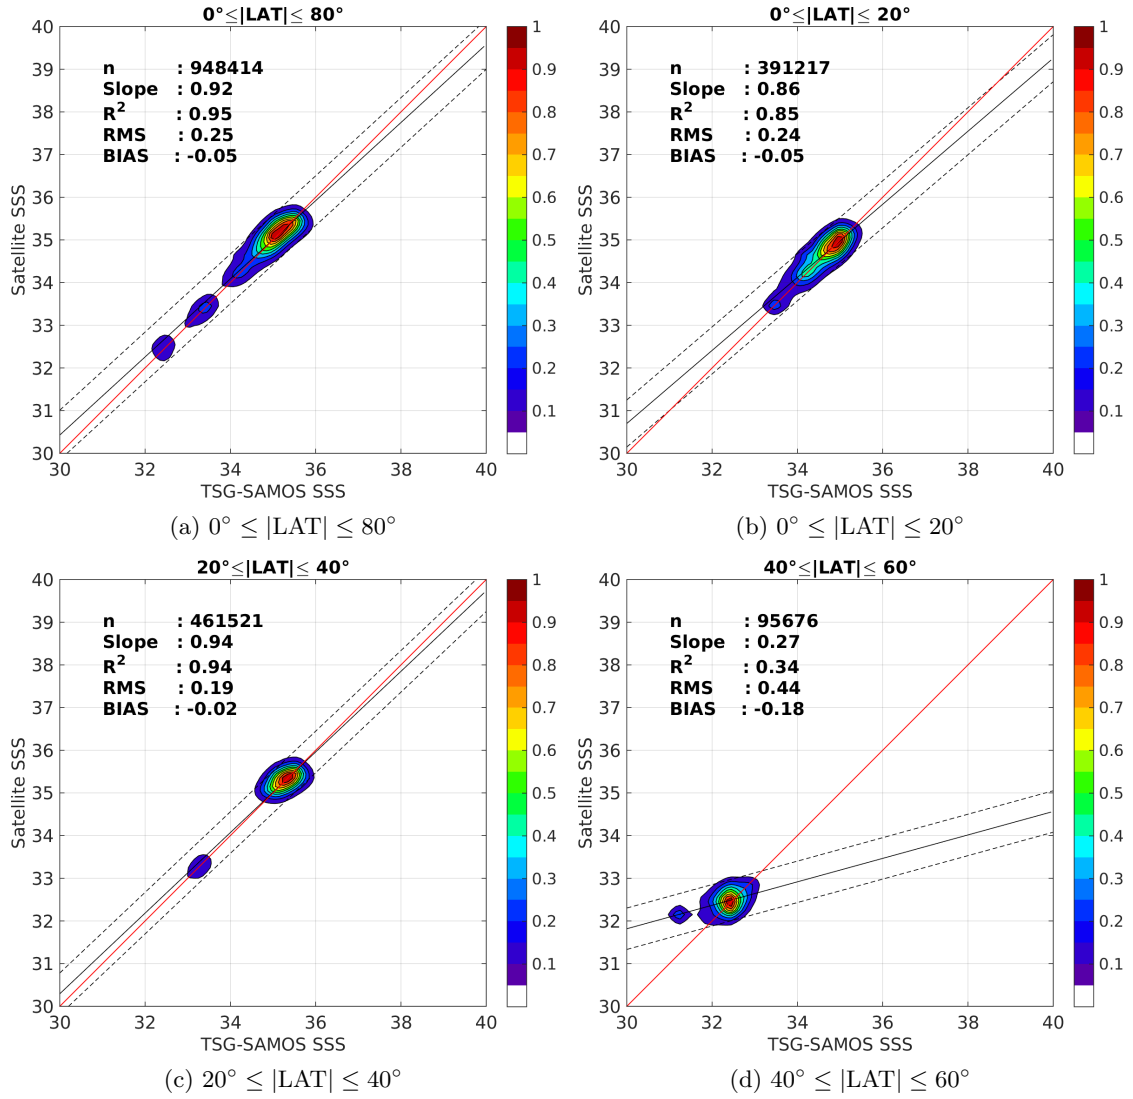 0°≤|LAT|≤ 80°
n : 948414
Slope : 0.92
R2 : 0.95
RMS : 0.25
BIAS : -0.05
40
39
38
37
36
35
34
33
32
31
30
30 32 34 36 38 40
Satellite SSS
TSG-SAMOS SSS
1
0.9
0.8
0.7
0.6
0.5
0.4
0.3
0.2
0.1
(a) 0° ≤ |LAT| ≤ 80°
0°≤|LAT|≤ 20°
n : 391217
Slope : 0.86
R2 : 0.85
RMS : 0.24
BIAS : -0.05
40
39
38
37
36
35
34
33
32
31
30
30 32 34 36 38 40
Satellite SSS
TSG-SAMOS SSS
1
0.9
0.8
0.7
0.6
0.5
0.4
0.3
0.2
0.1
(b) 0° ≤ |LAT| ≤ 20°
20°≤|LAT|≤ 40°
n : 461521
Slope : 0.94
R2 : 0.94
RMS : 0.19
BIAS : -0.02
40
39
38
37
36
35
34
33
32
31
30
30 32 34 36 38 40
Satellite SSS
TSG-SAMOS SSS
1
0.9
0.8
0.7
0.6
0.5
0.4
0.3
0.2
0.1
(c) 20° ≤ |LAT| ≤ 40°
40°≤|LAT|≤ 60°
n : 95676
Slope : 0.27
R2 : 0.34
RMS : 0.44
BIAS : -0.18
40
39
38
37
36
35
34
33
32
31
30
30 32 34 36 38 40
Satellite SSS
TSG-SAMOS SSS
1
0.9
0.8
0.7
0.6
0.5
0.4
0.3
0.2
0.1
(d) 40° ≤ |LAT| ≤ 60°